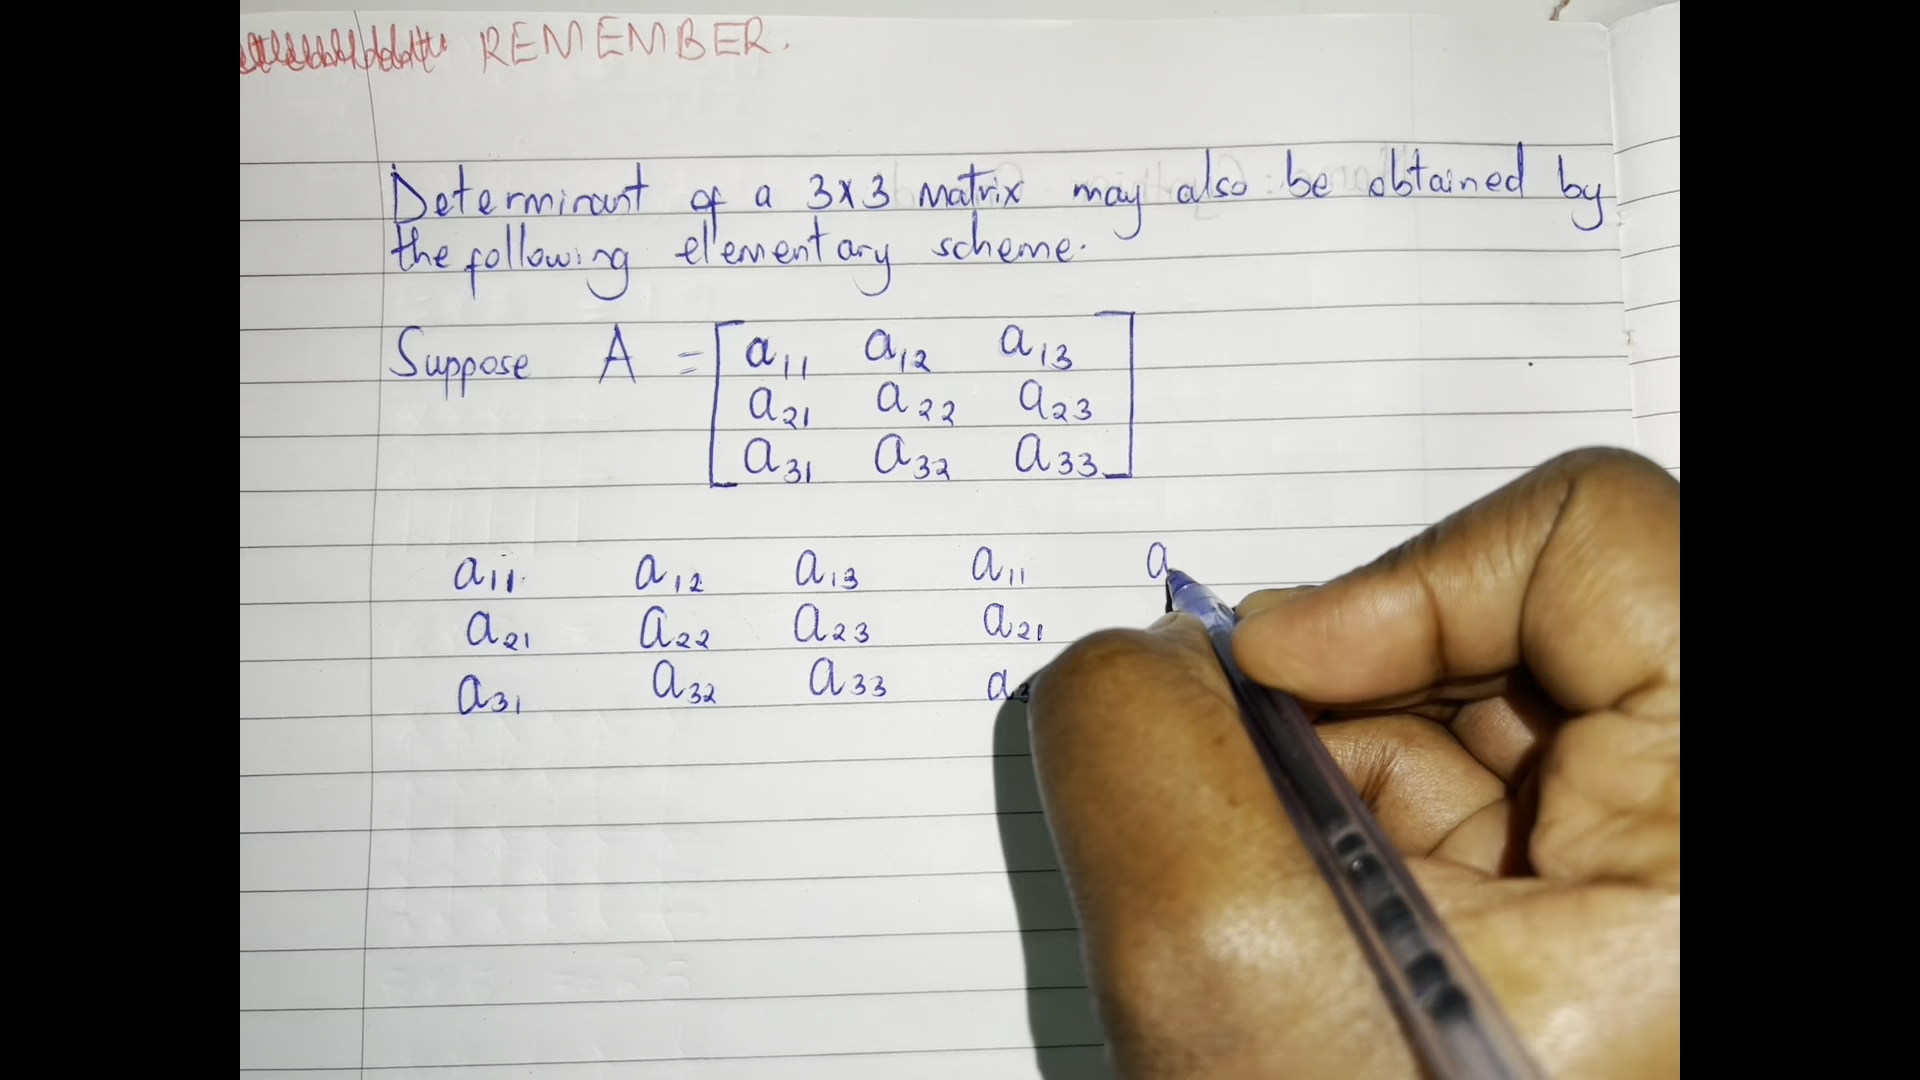 REMEMBER.
Determinant of a 3x3 Matrix may also be obtained by
the following elementary scheme.
Suppose A = [a11 a12 a13
a21 a22 a23
a31 a32 a33]
a11 a12 a13 a11 a
a21 a22 a23 a21
a31 a32 a33 a3